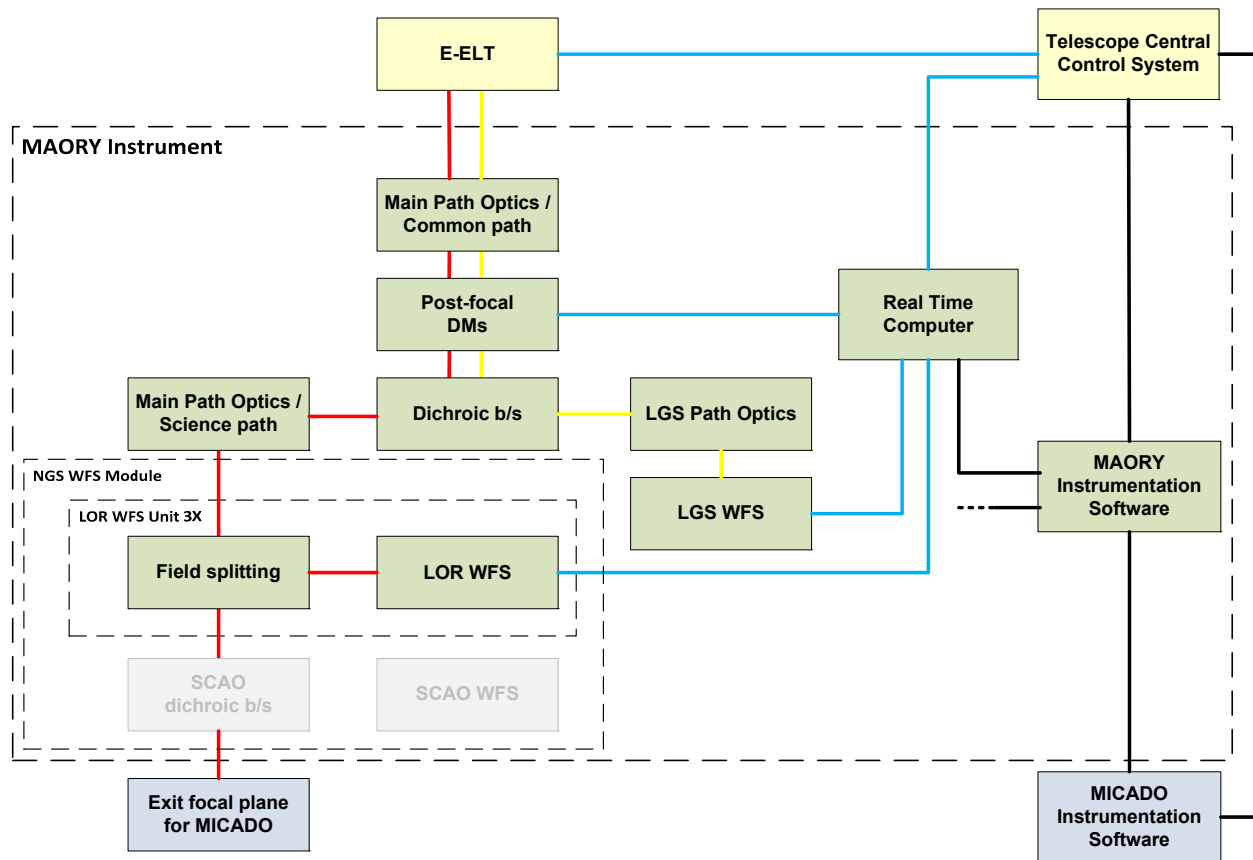 E-ELT
Telescope Central
Control System
MAORY Instrument
Main Path Optics /
Common path
Post-focal
DMs
Real Time
Computer
Main Path Optics /
Science path
Dichroic b/s
LGS Path Optics
NGS WFS Module
MAORY
Instrumentation
Software
LGS WFS
LOR WFS Unit 3X
Field splitting
LOR WFS
SCAO
dichroic b/s
SCAO WFS
Exit focal plane
for MICADO
MICADO
Instrumentation
Software